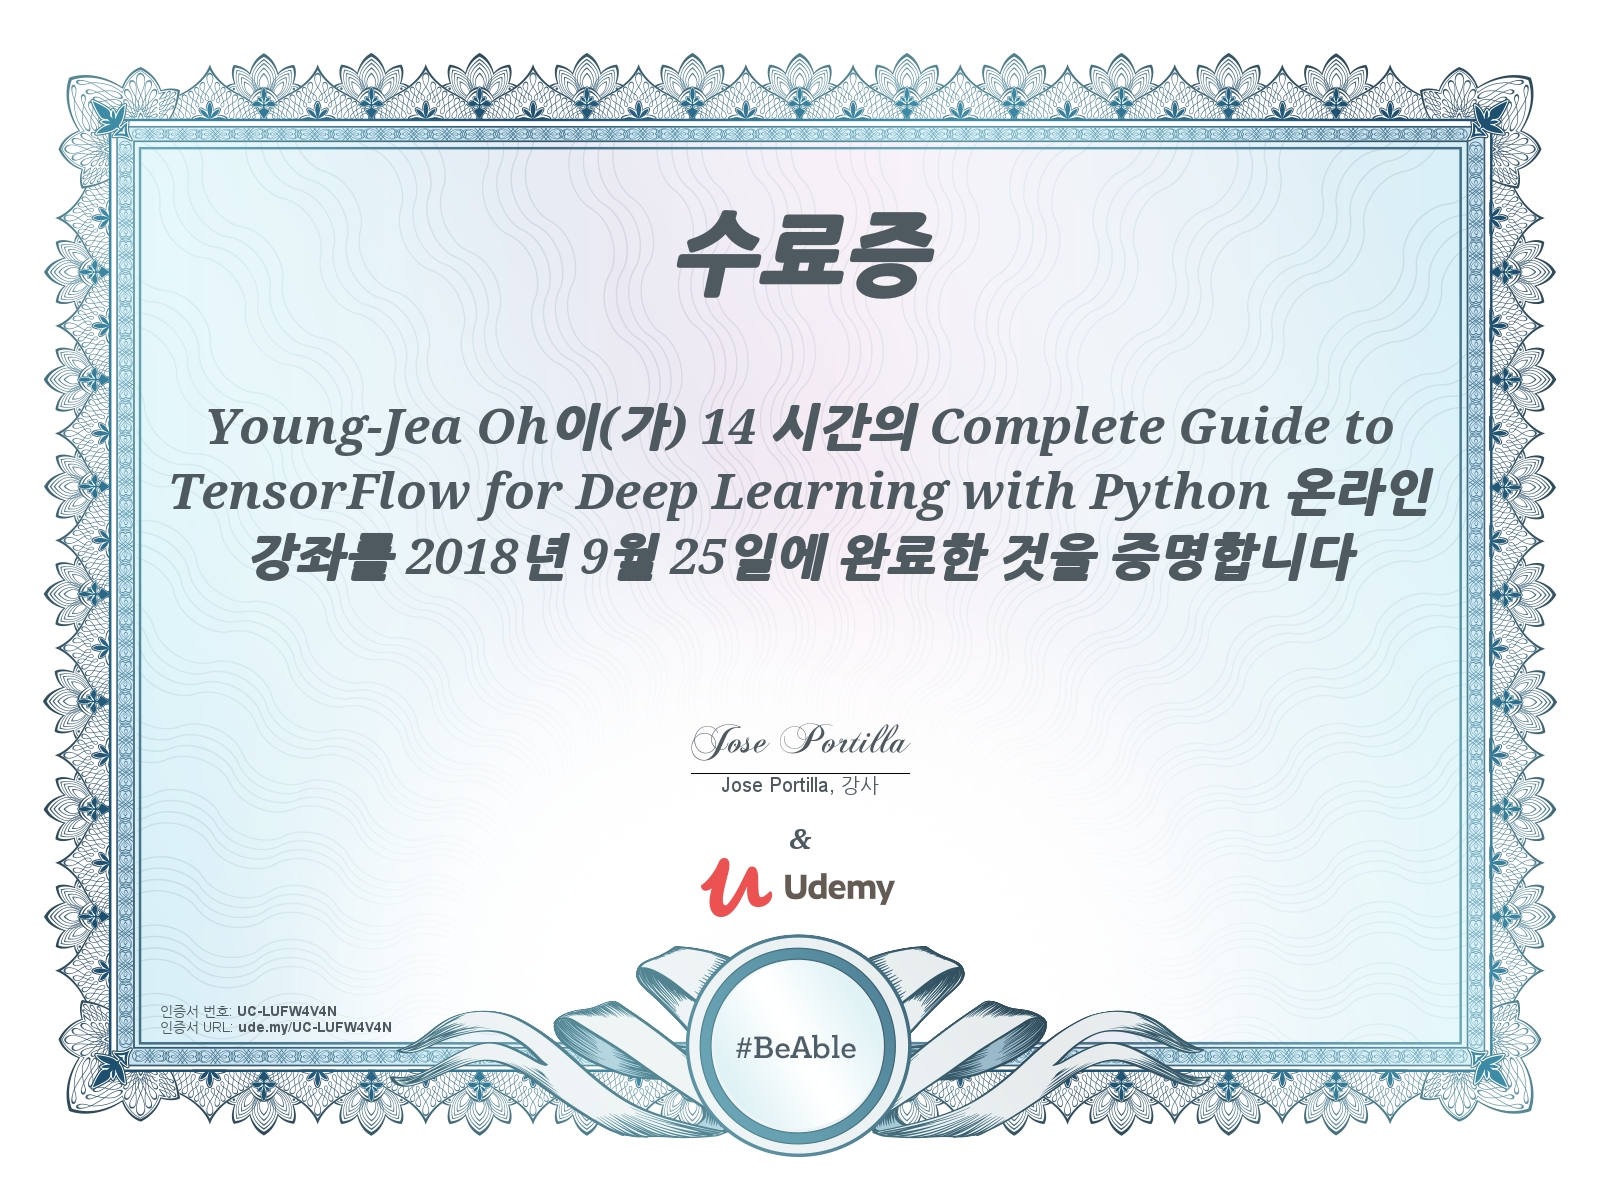 수료증
Young-Jea Oh이(가) 14 시간의 Complete Guide to
TensorFlow for Deep Learning with Python 온라인
강좌를 2018년 9월 25일에 완료한 것을 증명합니다
Jose Portilla
Jose Portilla, 강사
&
Udemy
인증서 번호: UC-LUFW4V4N
인증서 URL: ude.my/UC-LUFW4V4N
#BeAble